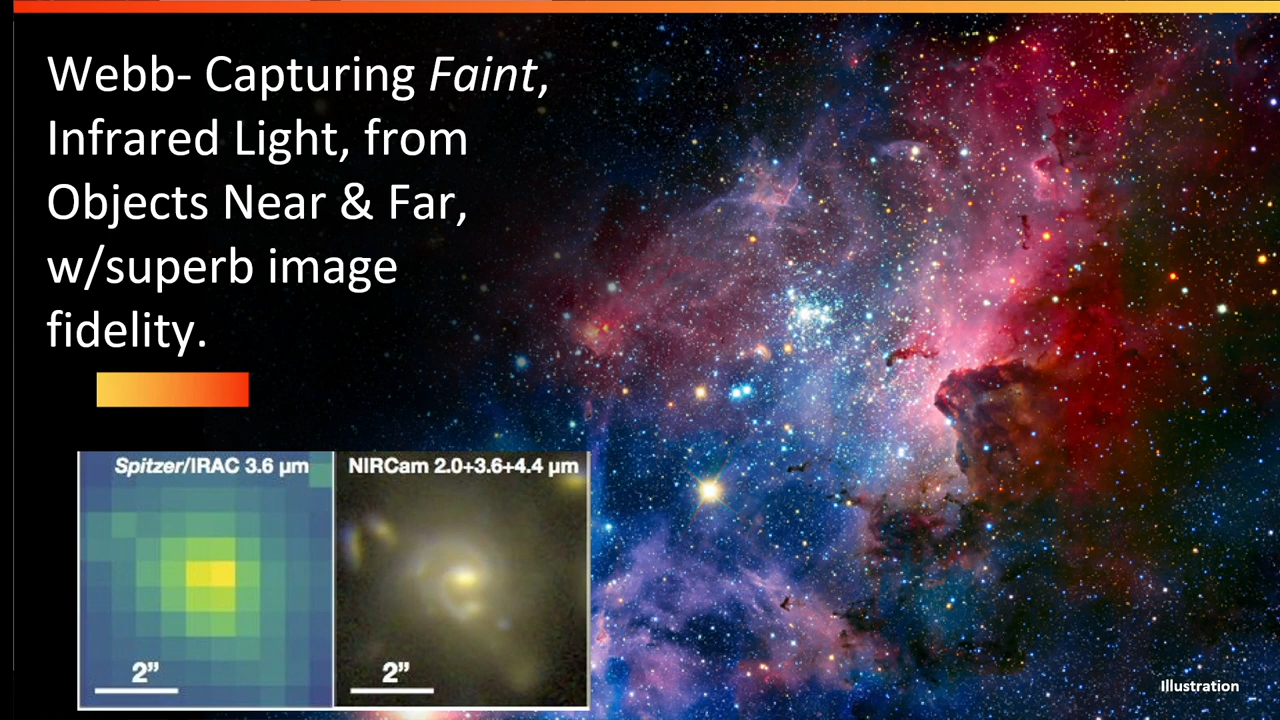 Webb- Capturing Faint,
Infrared Light, from
Objects Near & Far,
w/superb image
fidelity.
Spitzer/IRAC 3.6 µm
NIRCam 2.0+3.6+4.4 µm
2”
2”
Illustration